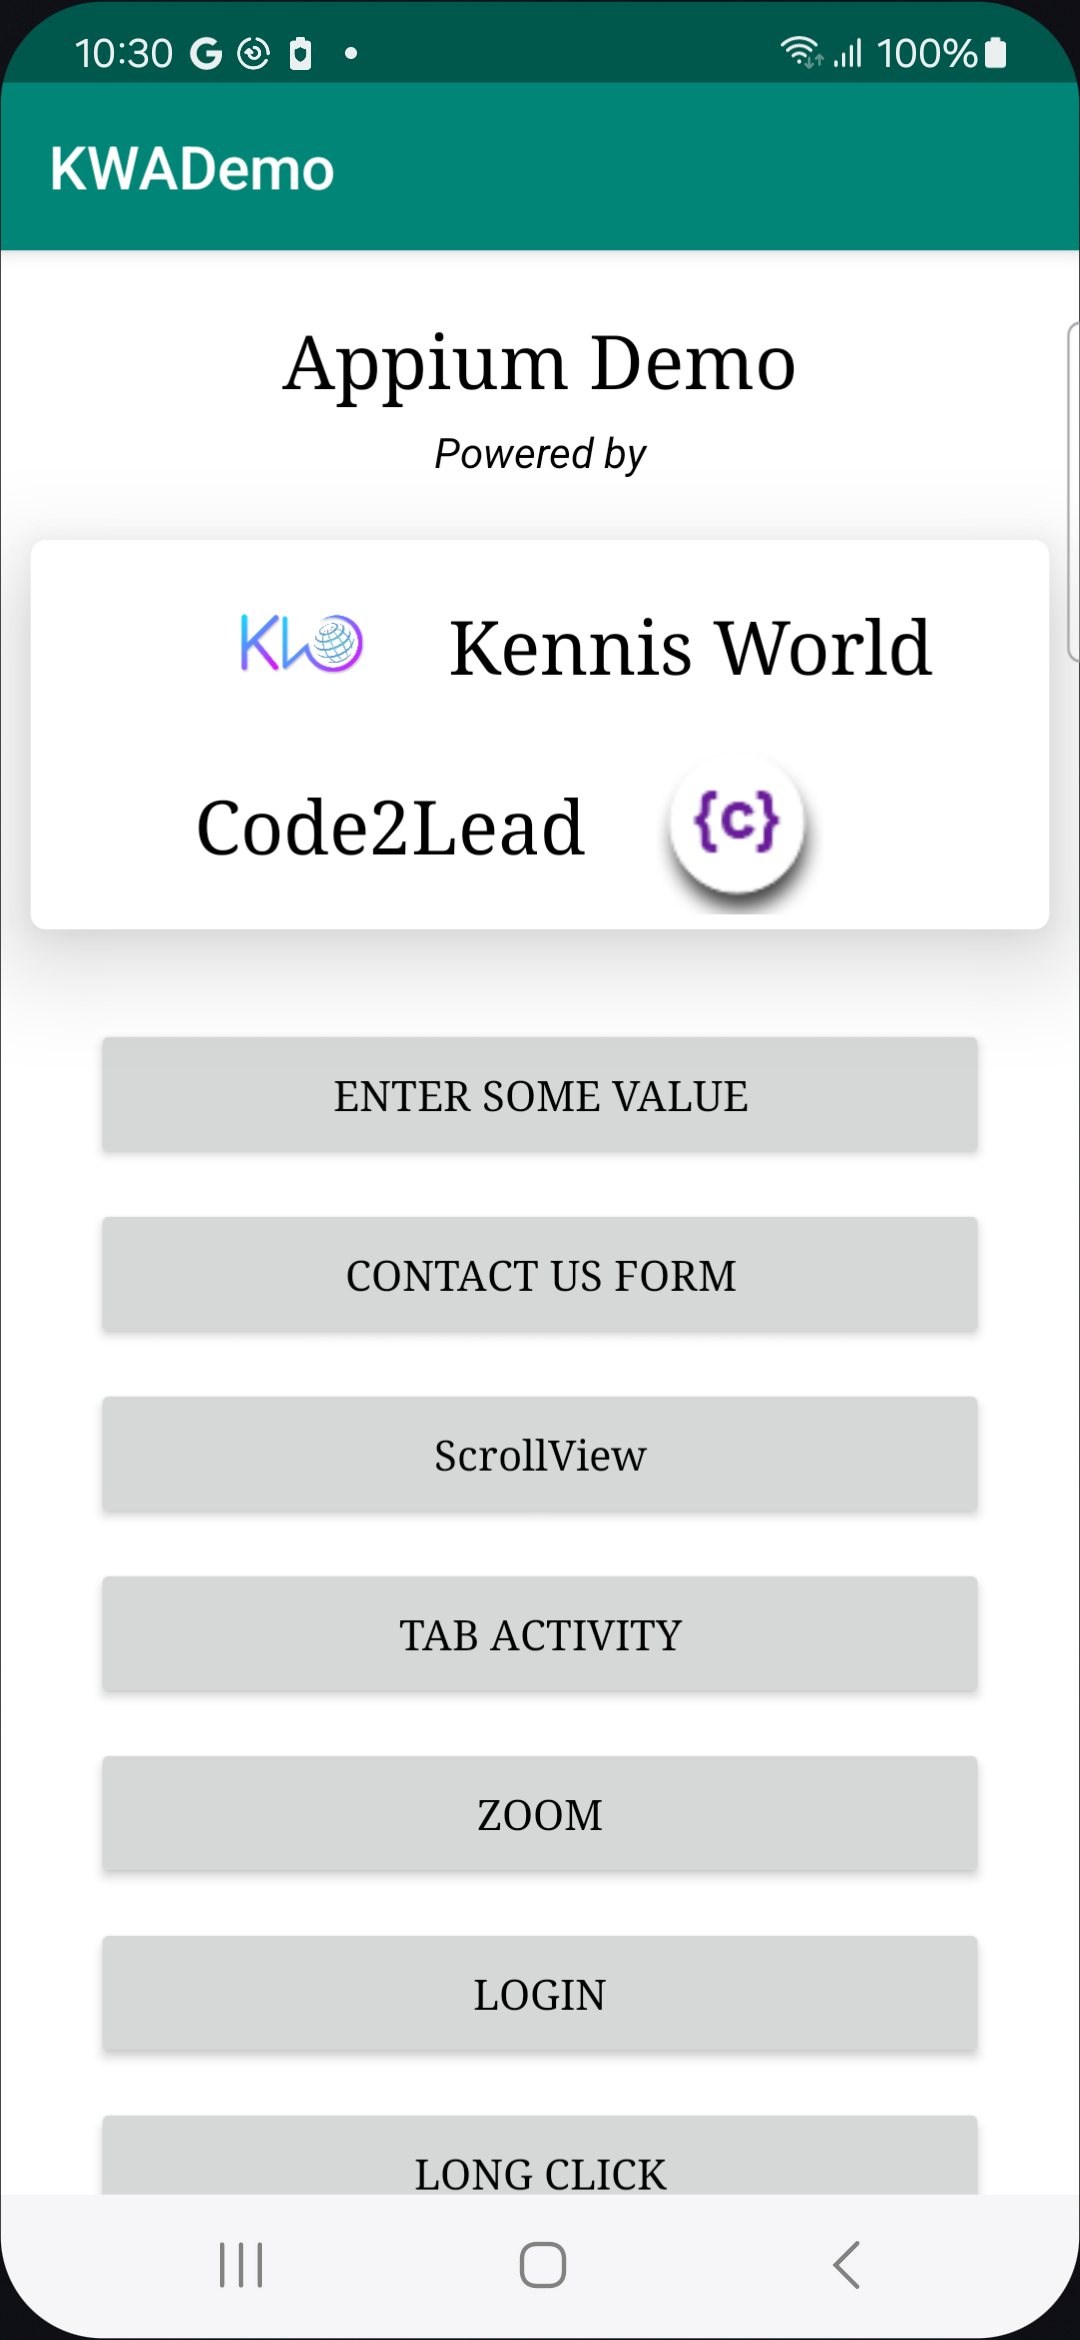 10:30 G 100%
KWADemo
Appium Demo
Powered by
KW Kennis World
Code2Lead {c}
ENTER SOME VALUE
CONTACT US FORM
ScrollView
TAB ACTIVITY
ZOOM
LOGIN
LONG CLICK